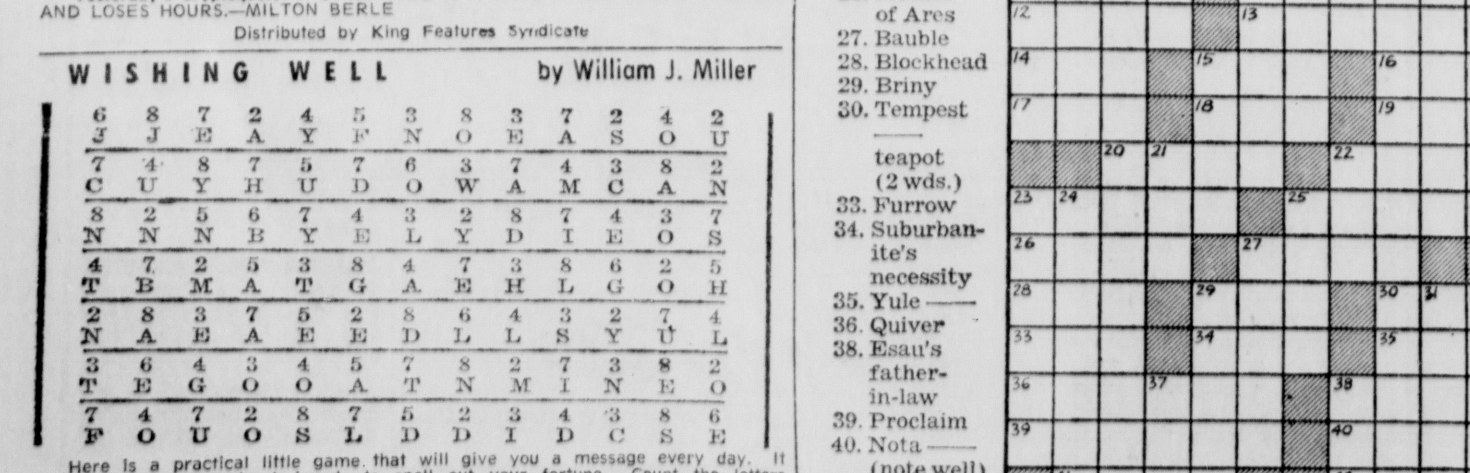 AND LOSES HOURS.—MILTON BERLE
Distributed by King Features Syndicate
WISHING WELL by William J. Miller
6 8 7 2 4 5 3 8 3 7 2 4 2
J J E A Y F N O E A S O U
7 4 8 7 5 7 6 3 7 4 3 8 2
C U Y H U D O W A M C A N
8 2 5 6 7 4 3 2 8 7 4 3 7
N N N B Y E L Y D I E O S
4 7 2 5 3 8 4 7 3 8 6 2 5
T B M A T G A E H L G O H
2 8 3 7 5 2 8 6 4 3 2 7 4
N A E A E E D L L S Y U L
3 6 4 3 4 5 7 8 2 7 3 8 2
T E G O O A T N M I N E O
7 4 7 2 8 7 5 2 3 4 3 8 6
F O U O S L D D I D C S E
Here is a practical little game that will give you a message every day. It
of Ares
27. Bauble
28. Blockhead
29. Briny
30. Tempest
——
teapot
(2 wds.)
33. Furrow
34. Suburban-
ite's
necessity
35. Yule ——
36. Quiver
38. Esau's
father-
in-law
39. Proclaim
40. Nota ——
(note well)
12 13
14 15 16
17 18 19
20 21 22
23 24 25
26 27
28 29 30 31
33 34 35
36 37 38
39 40